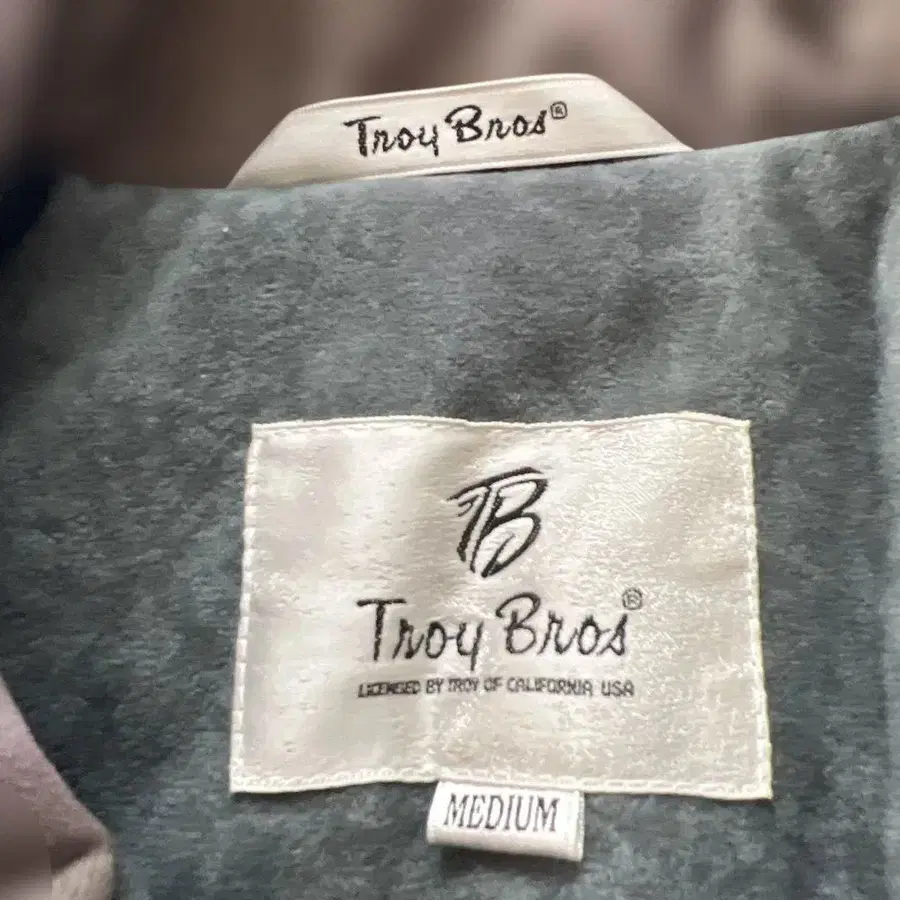 Troy Bros®
TB
Troy Bros®
LICENSED BY TROY OF CALIFORNIA USA
MEDIUM